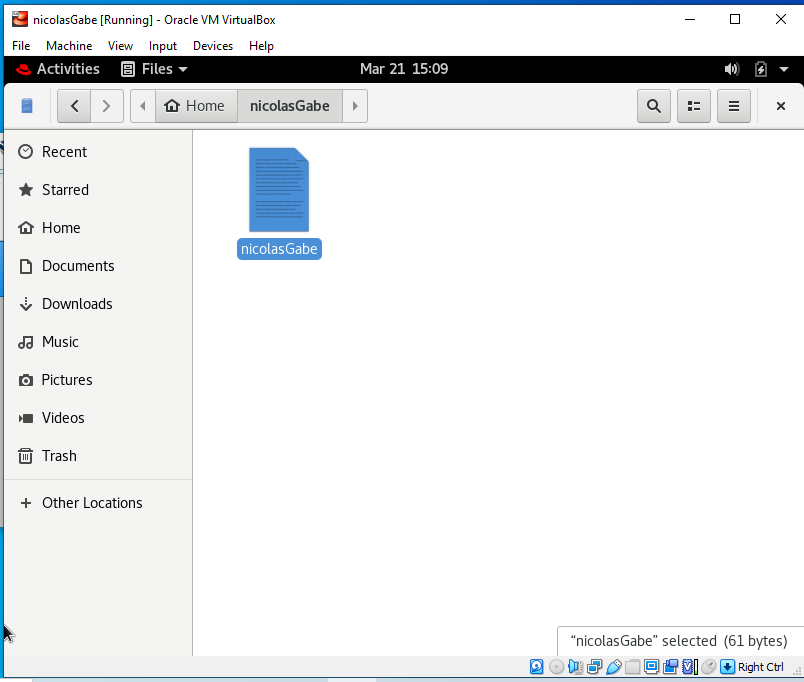 nicolasGabe [Running] - Oracle VM VirtualBox
File Machine View Input Devices Help
Activities Files Mar 21 15:09
Home nicolasGabe
Recent
Starred
Home
Documents
Downloads
Music
Pictures
Videos
Trash
Other Locations
nicolasGabe
“nicolasGabe” selected (61 bytes)
Right Ctrl